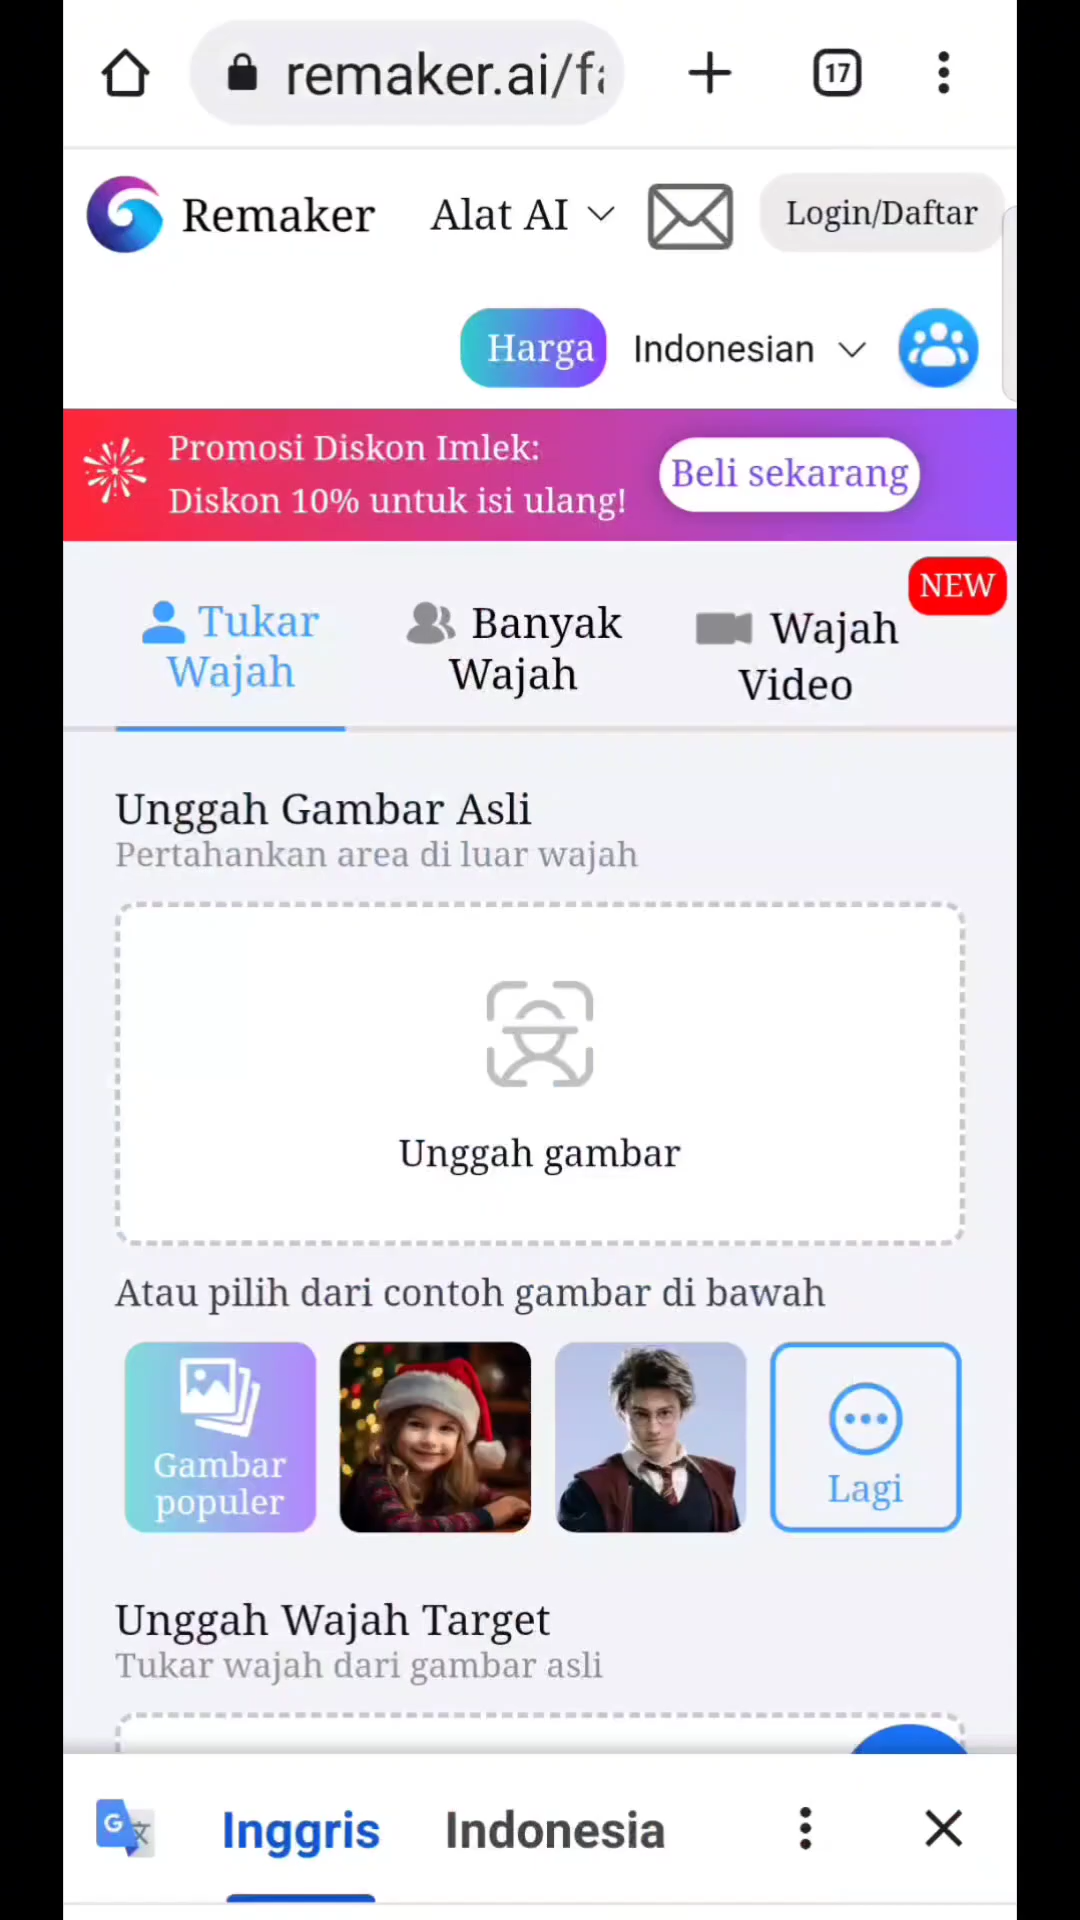 remaker.ai/fa
17
Remaker
Alat AI
Login/Daftar
Harga
Indonesian
Promosi Diskon Imlek:
Diskon 10% untuk isi ulang!
Beli sekarang
NEW
Tukar
Wajah
Banyak
Wajah
Wajah
Video
Unggah Gambar Asli
Pertahankan area di luar wajah
Unggah gambar
Atau pilih dari contoh gambar di bawah
Gambar
populer
Lagi
Unggah Wajah Target
Tukar wajah dari gambar asli
G
文
Inggris
Indonesia